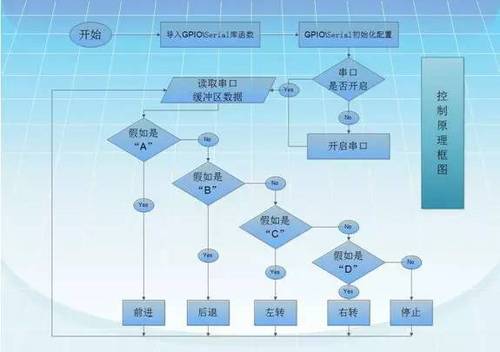 开始
导入GPIO\Serial库函数
GPIO\Serial初始化配置
读取串口
缓冲区数据
Yes
串口
是否开启
No
开启串口
控制原理框图
假如是
“A”
No
假如是
“B”
No
Yes
Yes
假如是
“C”
No
假如是
“D”
No
Yes
Yes
前进
后退
左转
右转
停止